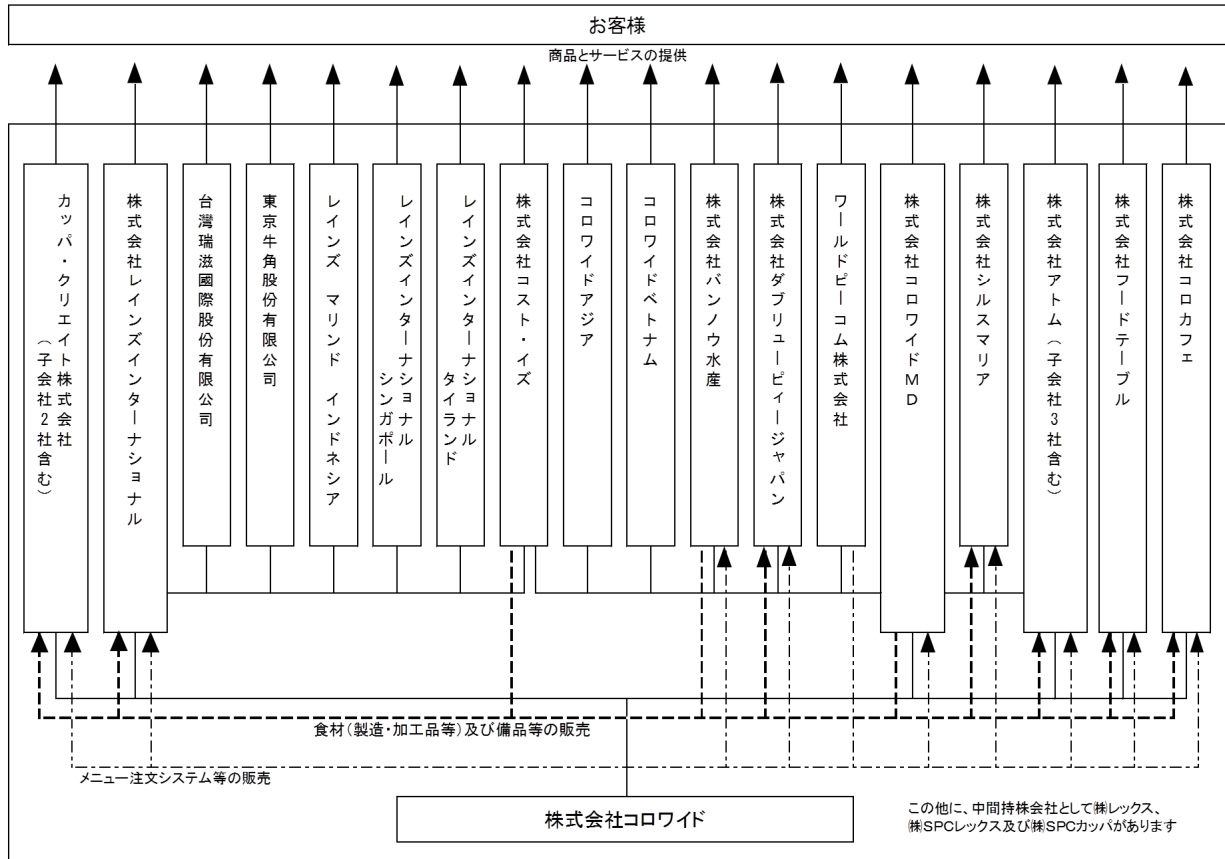 お客様
商品とサービスの提供
カッパ・クリエイト株式会社
(子会社2社含む)
株式会社レインズインターナショナル
台灣瑞滋國際股份有限公司
東京牛角股份有限公司
レインズ マリンド インドネシア
レインズインターナショナル
シンガポール
レインズインターナショナル
タイランド
株式会社コスト・イズ
コロワイドアジア
コロワイドベトナム
株式会社バンノウ水産
株式会社ダブリューピィージャパン
ワールドピーコム株式会社
株式会社コロワイドMD
株式会社シルスマリア
株式会社アトム(子会社3社含む)
株式会社フードテーブル
株式会社コロカフェ
食材(製造・加工品等)及び備品等の販売
メニュー注文システム等の販売
株式会社コロワイド
この他に、中間持株会社として㈱レックス、
㈱SPCレックス及び㈱SPCカッパがあります